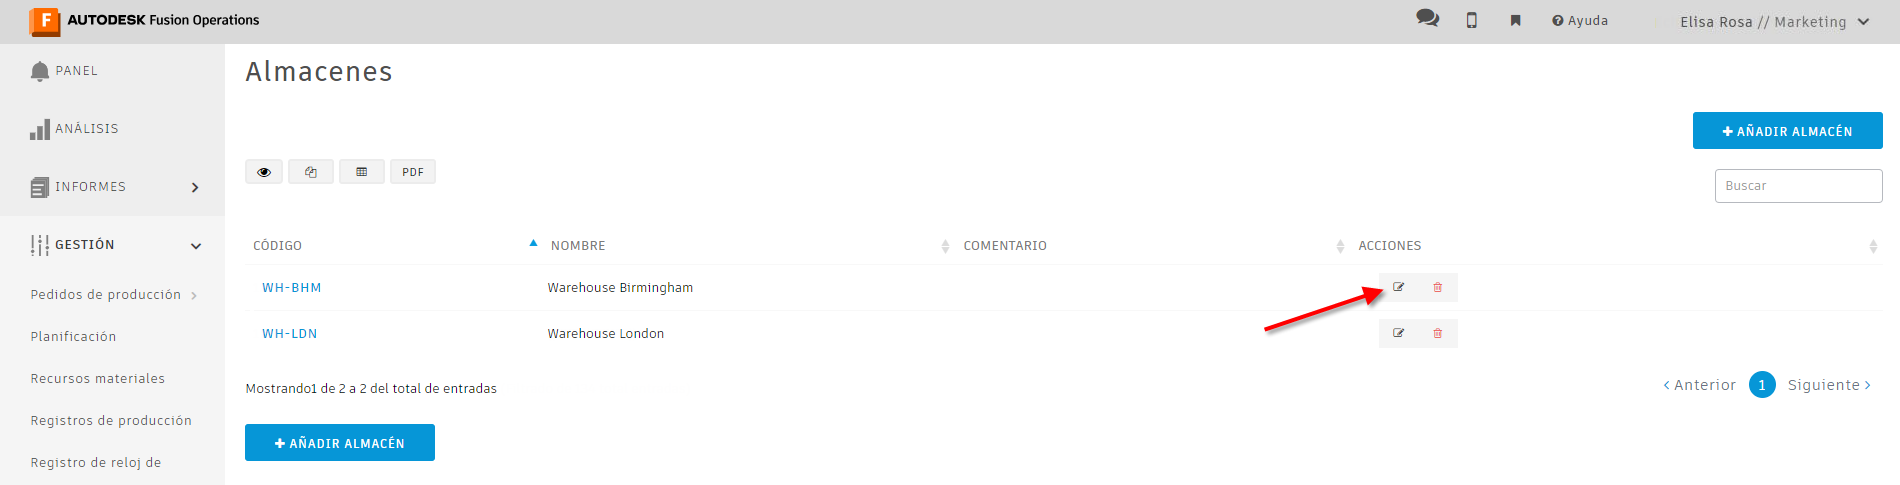 AUTODESK Fusion Operations
Ayuda
Elisa Rosa // Marketing
PANEL
ANÁLISIS
INFORMES
GESTIÓN
Pedidos de producción
Planificación
Recursos materiales
Registros de producción
Registro de reloj de
Almacenes
+ AÑADIR ALMACÉN
PDF
Buscar
CÓDIGO NOMBRE COMENTARIO ACCIONES
WH-BHM Warehouse Birmingham
WH-LDN Warehouse London
Mostrando1 de 2 a 2 del total de entradas
< Anterior 1 Siguiente >
+ AÑADIR ALMACÉN